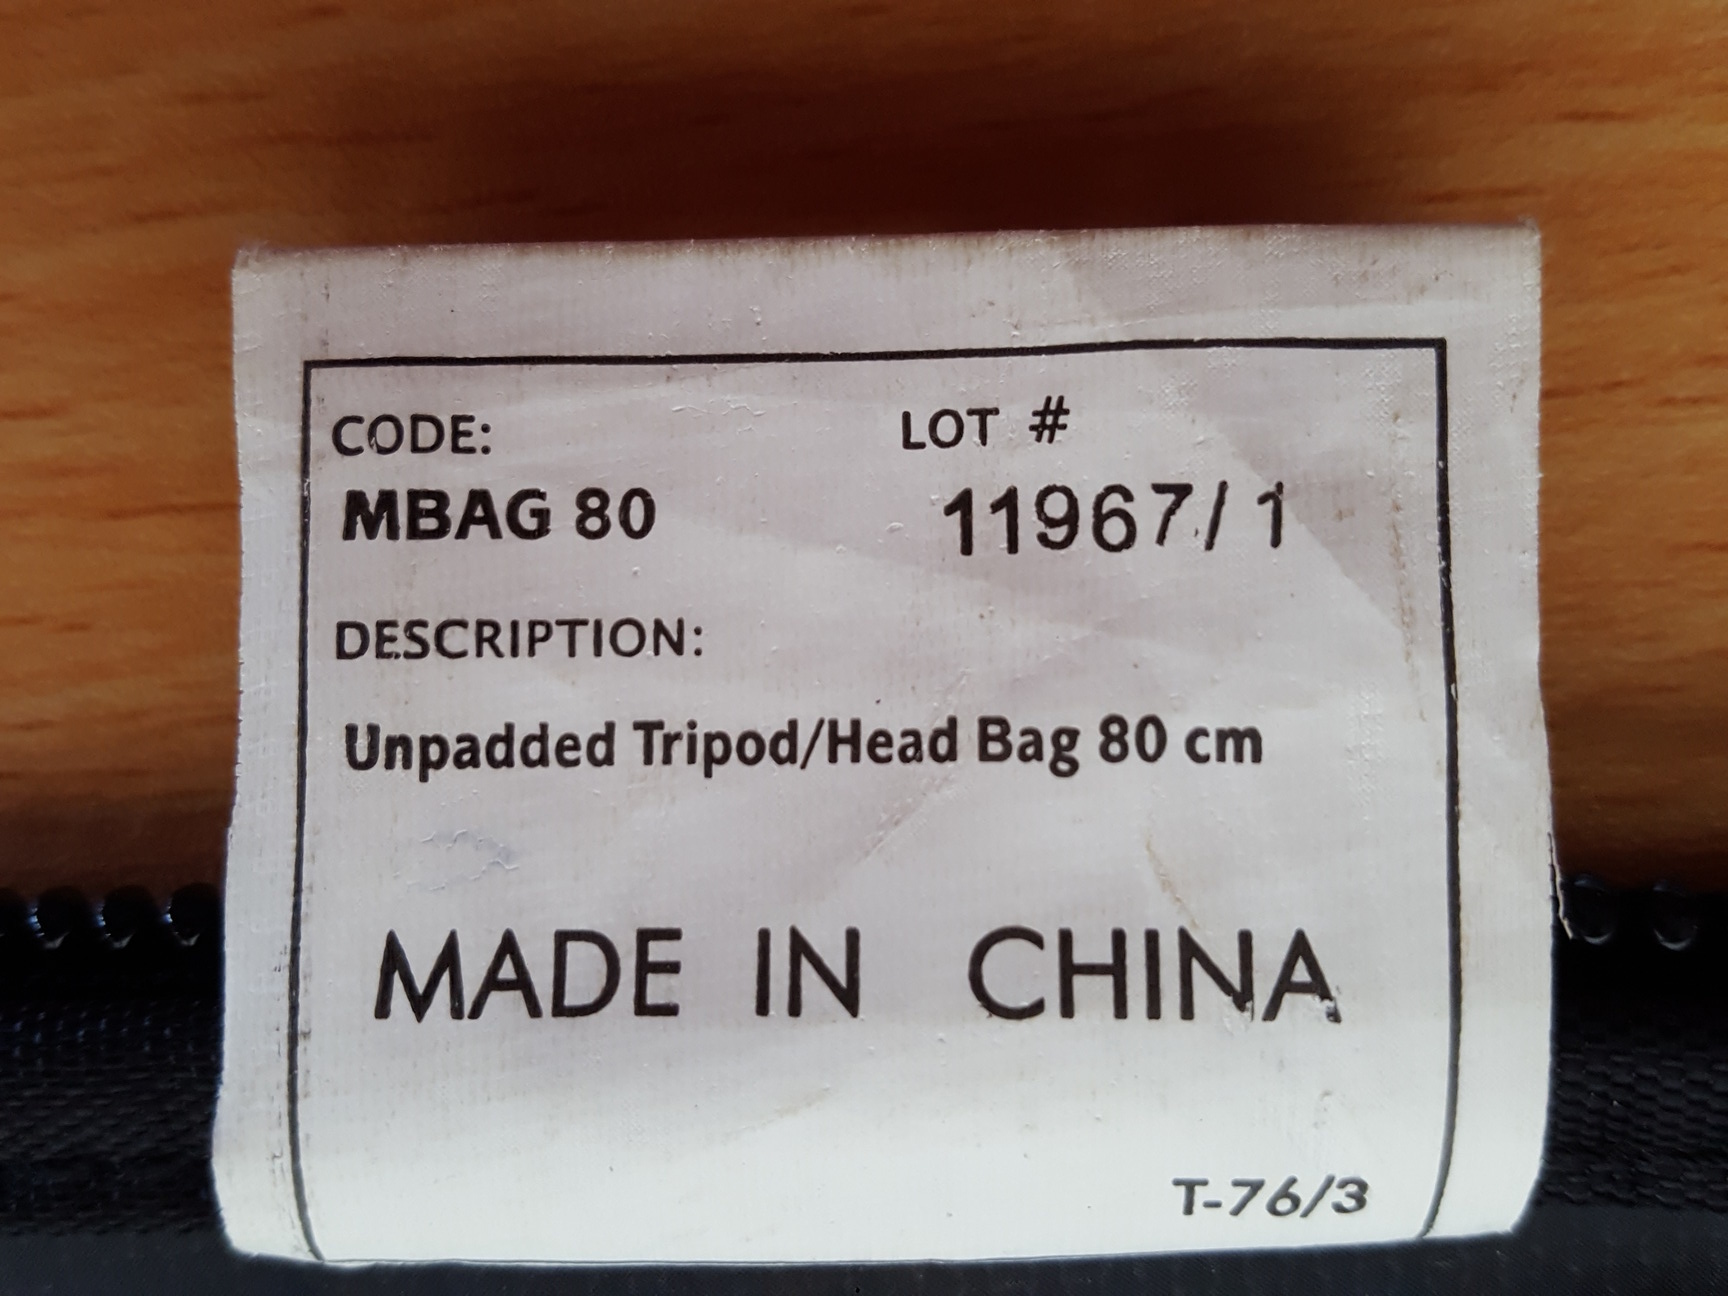 CODE: LOT #
MBAG 80 11967/1
DESCRIPTION:
Unpadded Tripod/Head Bag 80 cm
MADE IN CHINA
T-76/3